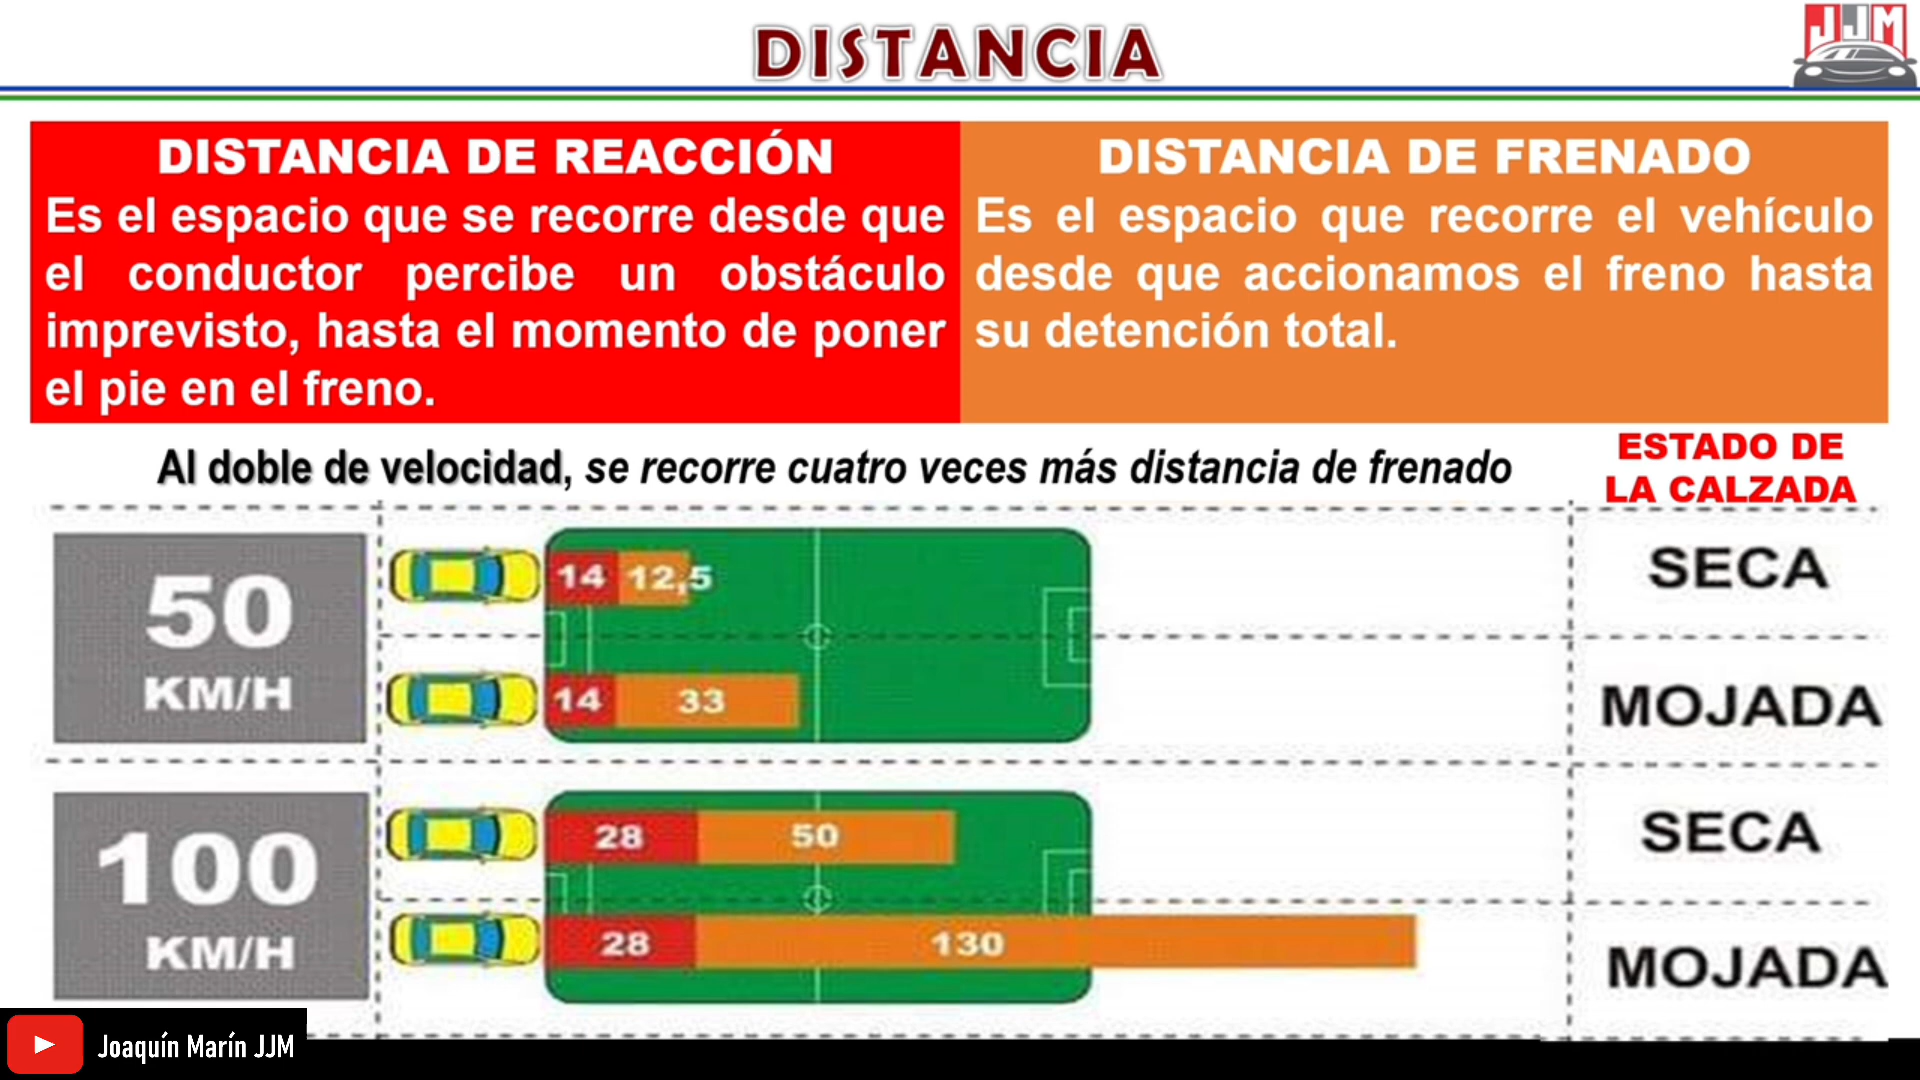 DISTANCIA
JJM
DISTANCIA DE REACCIÓN
Es el espacio que se recorre desde que
el conductor percibe un obstáculo
imprevisto, hasta el momento de poner
el pie en el freno.
DISTANCIA DE FRENADO
Es el espacio que recorre el vehículo
desde que accionamos el freno hasta
su detención total.
Al doble de velocidad, se recorre cuatro veces más distancia de frenado
ESTADO DE
LA CALZADA
50
KM/H
14 12,5
SECA
14 33
MOJADA
100
KM/H
28 50
SECA
28 130
MOJADA
Joaquín Marín JJM